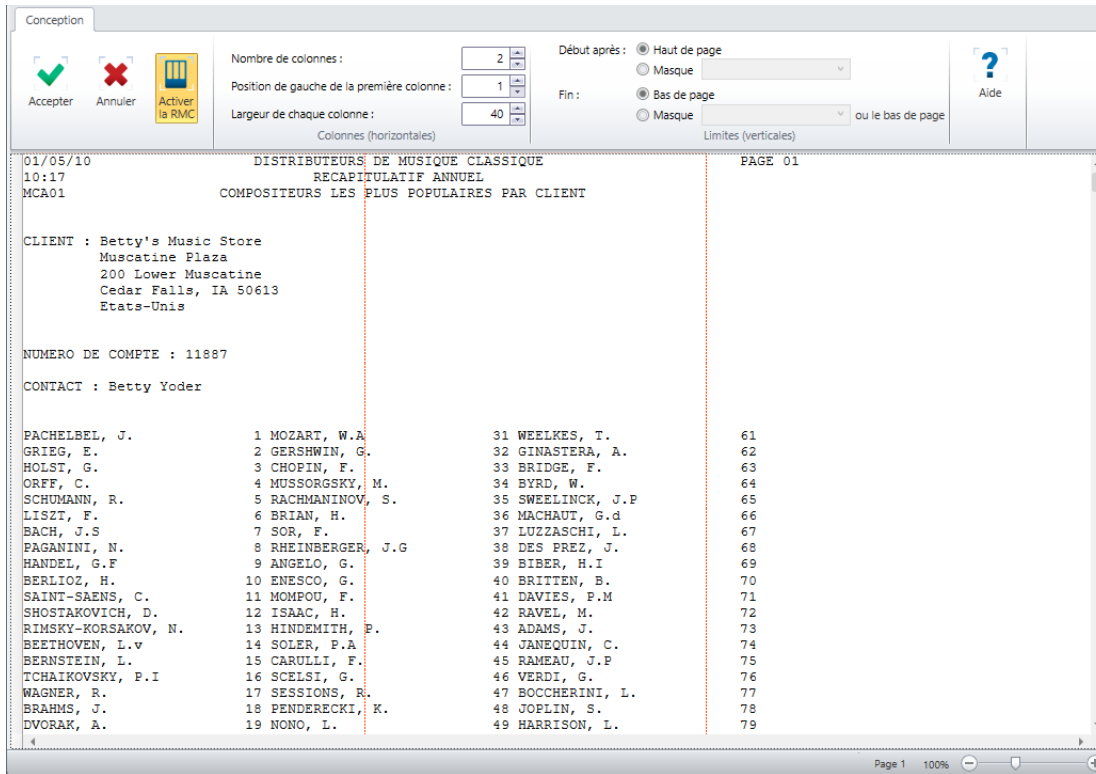 Conception
Nombre de colonnes : 2
Position de gauche de la première colonne : 1
Largeur de chaque colonne : 40
Colonnes (horizontales)
Début après : Haut de page
Masque
Fin : Bas de page
Masque ou le bas de page
Limites (verticales)
Accepter
Annuler
Activer
la RMC
?
Aide
01/05/10 DISTRIBUTEURS DE MUSIQUE CLASSIQUE PAGE 01
10:17 RECAPITULATIF ANNUEL
MCA01 COMPOSITEURS LES PLUS POPULAIRES PAR CLIENT
CLIENT : Betty's Music Store
Muscatine Plaza
200 Lower Muscatine
Cedar Falls, IA 50613
Etats-Unis
NUMERO DE COMPTE : 11887
CONTACT : Betty Yoder
PACHELBEL, J. 1 MOZART, W.A 31 WEELKES, T. 61
GRIEG, E. 2 GERSHWIN, G. 32 GINASTERA, A. 62
HOLST, G. 3 CHOPIN, F. 33 BRIDGE, F. 63
ORFF, C. 4 MUSSORGSKY, M. 34 BYRD, W. 64
SCHUMANN, R. 5 RACHMANINOV, S. 35 SWEELINCK, J.P 65
LISZT, F. 6 BRIAN, H. 36 MACHAUT, G.d 66
BACH, J.S 7 SOR, F. 37 LUZZASCHI, L. 67
PAGANINI, N. 8 RHEINBERGER, J.G 38 DES PREZ, J. 68
HANDEL, G.F 9 ANGELO, G. 39 BIBER, H.I 69
BERLIOZ, H. 10 ENESCO, G. 40 BRITTEN, B. 70
SAINT-SAENS, C. 11 MOMPOU, F. 41 DAVIES, P.M 71
SHOSTAKOVICH, D. 12 ISAAC, H. 42 RAVEL, M. 72
RIMSKY-KORSAKOV, N. 13 HINDEMITH, P. 43 ADAMS, J. 73
BEETHOVEN, L.v 14 SOLER, P.A 44 JANEQUIN, C. 74
BERNSTEIN, L. 15 CARULLI, F. 45 RAMEAU, J.P 75
TCHAIKOVSKY, P.I 16 SCELSI, G. 46 VERDI, G. 76
WAGNER, R. 17 SESSIONS, R. 47 BOCCHERINI, L. 77
BRAHMS, J. 18 PENDERECKI, K. 48 JOPLIN, S. 78
DVORAK, A. 19 NONO, L. 49 HARRISON, L. 79
Page 1 100%